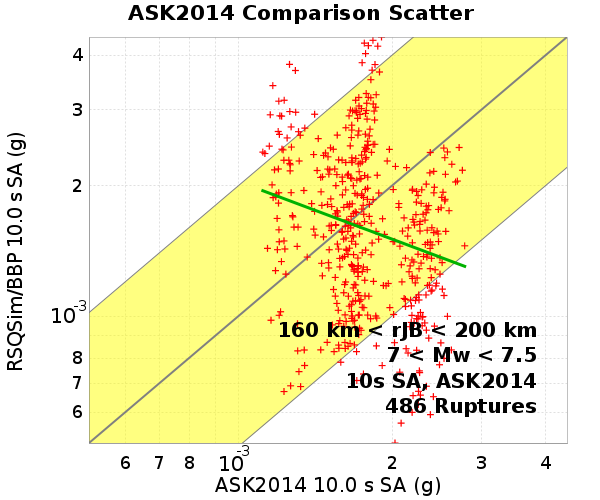 ASK2014 Comparison Scatter
RSQSim/BBP 10.0 s SA (g)
4
3
2
10-3
8
7
6
160 km < rJB < 200 km
7 < Mw < 7.5
10s SA, ASK2014
486 Ruptures
6 7 8 10-3 2 3 4
ASK2014 10.0 s SA (g)